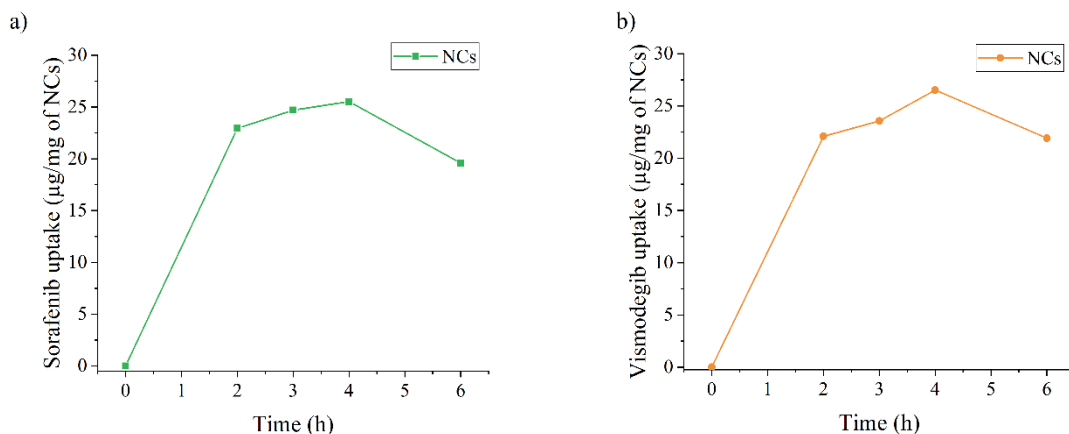 a)
NCs
Sorafenib uptake (μg/mg of NCs)
30
25
20
15
10
5
0
0 1 2 3 4 5 6
Time (h)
b)
NCs
Vismodegib uptake (μg/mg of NCs)
30
25
20
15
10
5
0
0 1 2 3 4 5 6
Time (h)